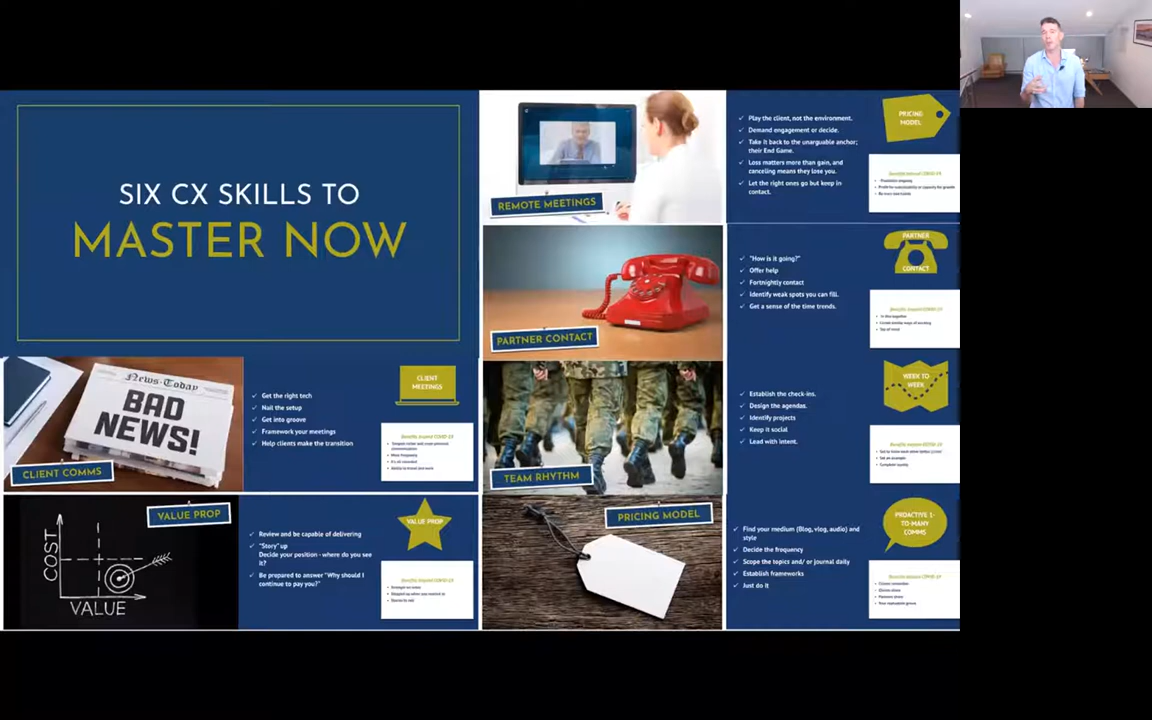 SIX CX SKILLS TO
MASTER NOW
REMOTE MEETINGS
Play the client, not the environment.
Demand engagement or decide.
Take it back to the unarguable anchor;
their End Game.
Loss matters more than gain, and
canceling means they lose you.
Let the right ones go but keep in
contact.
PRICING
MODEL
PARTNER CONTACT
"How is it going?"
Offer help
Fortnightly contact
Identify weak spots you can fill.
Get a sense of the time trends.
PARTNER
CONTACT
News Today
BAD
NEWS!
CLIENT COMMS
Get the right tech
Nail the setup
Get into groove
Framework your meetings
Help clients make the transition
CLIENT
MEETINGS
TEAM RHYTHM
Establish the check-ins.
Design the agendas.
Identify projects
Keep it social
Lead with intent.
WEEK TO
WEEK
COST
VALUE
VALUE PROP
Review and be capable of delivering
"Story" up
Decide your position - where do you see
it?
Be prepared to answer "Why should I
continue to pay you?"
VALUE PROP
PRICING MODEL
Find your medium (Blog, vlog, audio) and
style
Decide the frequency
Scope the topics and/ or journal daily
Establish frameworks
Just do it
PROACTIVE 1-
TO-MANY
COMMS